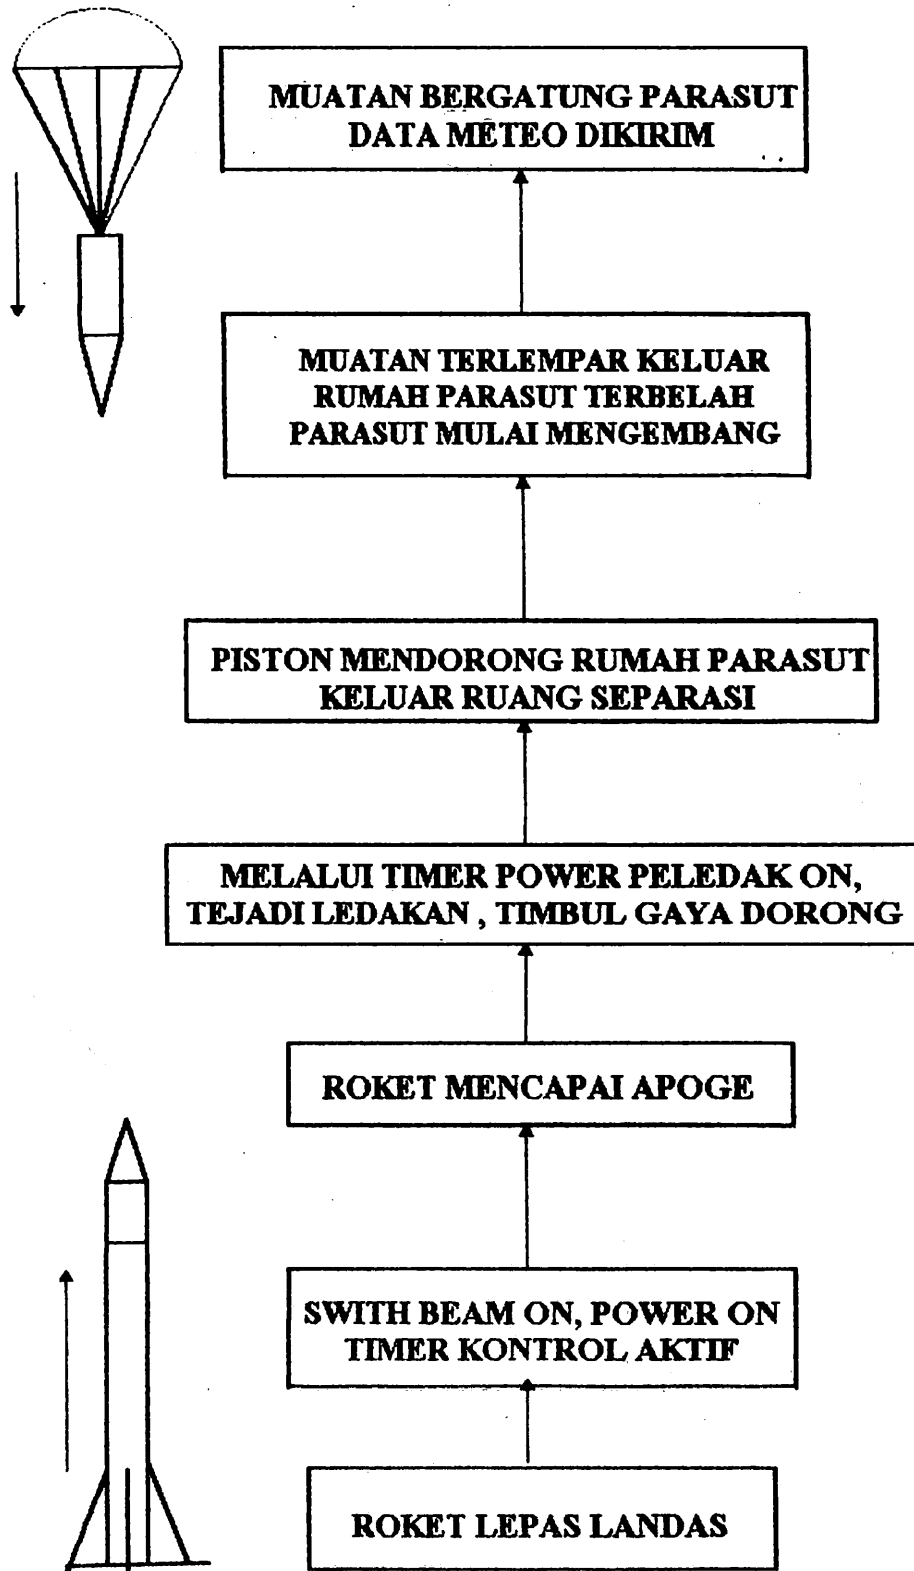 MUATAN BERGATUNG PARASUT
DATA METEO DIKIRIM
MUATAN TERLEMPAR KELUAR
RUMAH PARASUT TERBELAH
PARASUT MULAI MENGEMBANG
PISTON MENDORONG RUMAH PARASUT
KELUAR RUANG SEPARASI
MELALUI TIMER POWER PELEDAK ON,
TEJADI LEDAKAN , TIMBUL GAYA DORONG
ROKET MENCAPAI APOGE
SWITH BEAM ON, POWER ON
TIMER KONTROL AKTIF
ROKET LEPAS LANDAS